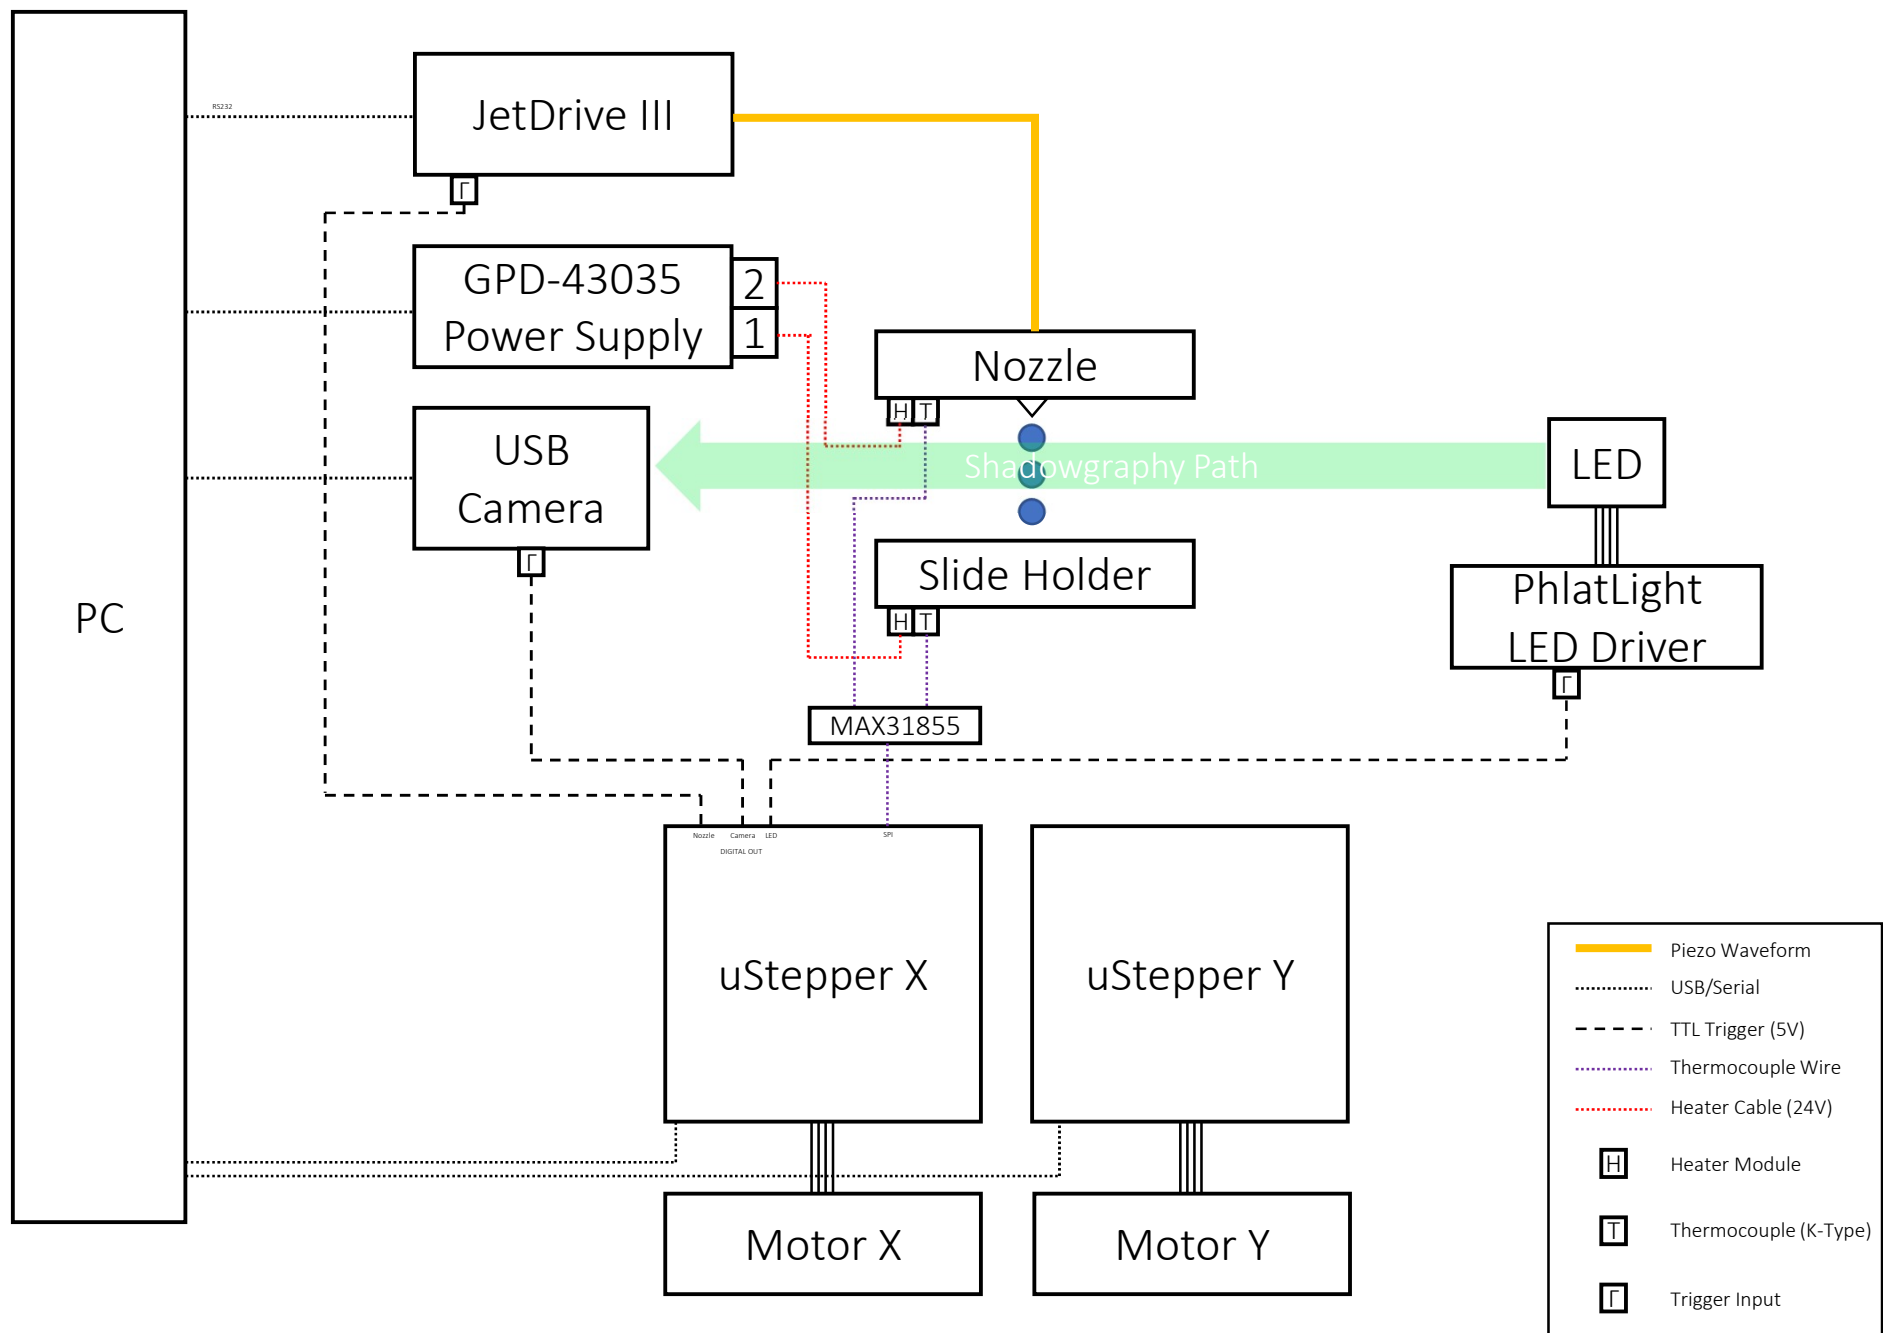 RS232
JetDrive III
Γ
GPD-43035
Power Supply
2
1
Nozzle
H
T
USB
Camera
Γ
Shadowgraphy Path
LED
Slide Holder
H
T
PhlatLight
LED Driver
Γ
PC
MAX31855
Nozzle
Camera
LED
SPI
DIGITAL OUT
uStepper X
uStepper Y
Motor X
Motor Y
Piezo Waveform
USB/Serial
TTL Trigger (5V)
Thermocouple Wire
Heater Cable (24V)
H
Heater Module
T
Thermocouple (K-Type)
Γ
Trigger Input